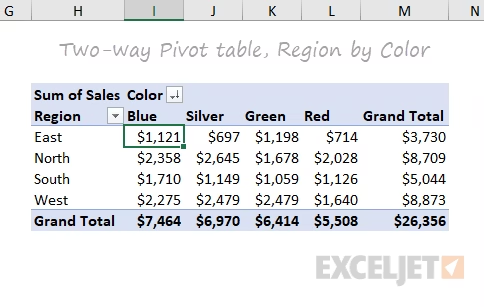 G H I J K L M N
Two-way Pivot table, Region by Color
Sum of Sales Color
Region Blue Silver Green Red Grand Total
East $1,121 $697 $1,198 $714 $3,730
North $2,358 $2,645 $1,678 $2,028 $8,709
South $1,710 $1,149 $1,059 $1,126 $5,044
West $2,275 $2,479 $2,479 $1,640 $8,873
Grand Total $7,464 $6,970 $6,414 $5,508 $26,356
EXCELJET